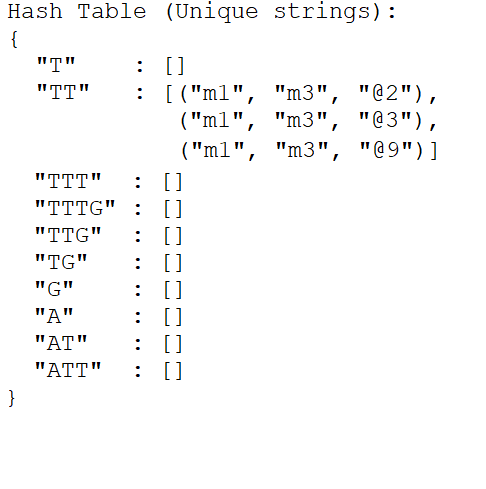 Hash Table (Unique strings):
{
  "T"    : []
  "TT"   : [("m1", "m3", "@2"),
            ("m1", "m3", "@3"),
            ("m1", "m3", "@9")]
  "TTT"  : []
  "TTTG" : []
  "TTG"  : []
  "TG"   : []
  "G"    : []
  "A"    : []
  "AT"   : []
  "ATT"  : []
}